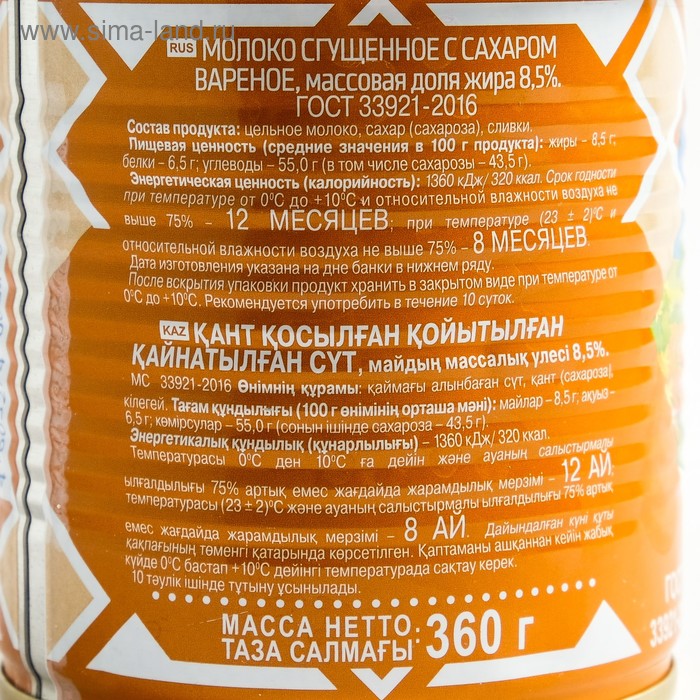 www.sima-land.ru
RUS МОЛОКО СГУЩЕННОЕ С САХАРОМ
ВАРЕНОЕ, массовая доля жира 8,5%.
ГОСТ 33921-2016
Состав продукта: цельное молоко, сахар (сахароза), сливки.
Пищевая ценность (средние значения в 100 г продукта): жиры – 8,5 г;
белки – 6,5 г; углеводы – 55,0 г (в том числе сахарозы – 43,5 г).
Энергетическая ценность (калорийность): 1360 кДж/ 320 ккал. Срок годности
при температуре от 0°С до +10°С и относительной влажности воздуха не
выше 75% – 12 МЕСЯЦЕВ; при температуре (23 ± 2)°С и
относительной влажности воздуха не выше 75% – 8 МЕСЯЦЕВ.
Дата изготовления указана на дне банки в нижнем ряду.
После вскрытия упаковки продукт хранить в закрытом виде при температуре от
0°С до +10°С. Рекомендуется употребить в течение 10 суток.
KAZ ҚАНТ ҚОСЫЛҒАН ҚОЙЫТЫЛҒАН
ҚАЙНАТЫЛҒАН СҮТ, майдың массалық үлесі 8,5%.
МС 33921-2016 Өнімнің құрамы: қаймағы алынбаған сүт, қант (сахароза),
кілегей. Тағам құндылығы (100 г өнімінің орташа мәні): майлар – 8,5 г; ақуыз –
6,5 г; көмірсулар – 55,0 г (сонын ішінде сахароза – 43,5 г).
Энергетикалық құндылық (құнарлылығы) – 1360 кДж/ 320 ккал.
Температурасы 0°С ден 10°С ға дейін және ауаның салыстырмалы
ылғалдылығы 75% артық емес жағдайда жарамдылық мерзімі – 12 АЙ,
температурасы (23 ± 2)°С және ауаның салыстырмалы ылғалдылығы 75% артық
емес жағдайда жарамдылық мерзімі – 8 АЙ. Дайындалған күні құты
қақпағының төменгі қатарында көрсетілген. Қаптаманы ашқаннан кейін жабық
күйде 0°С бастап +10°С дейінгі температурада сақтау керек.
10 тәулік ішінде тұтыну ұсынылады.
МАССА НЕТТО:
ТАЗА САЛМАҒЫ: 360 г